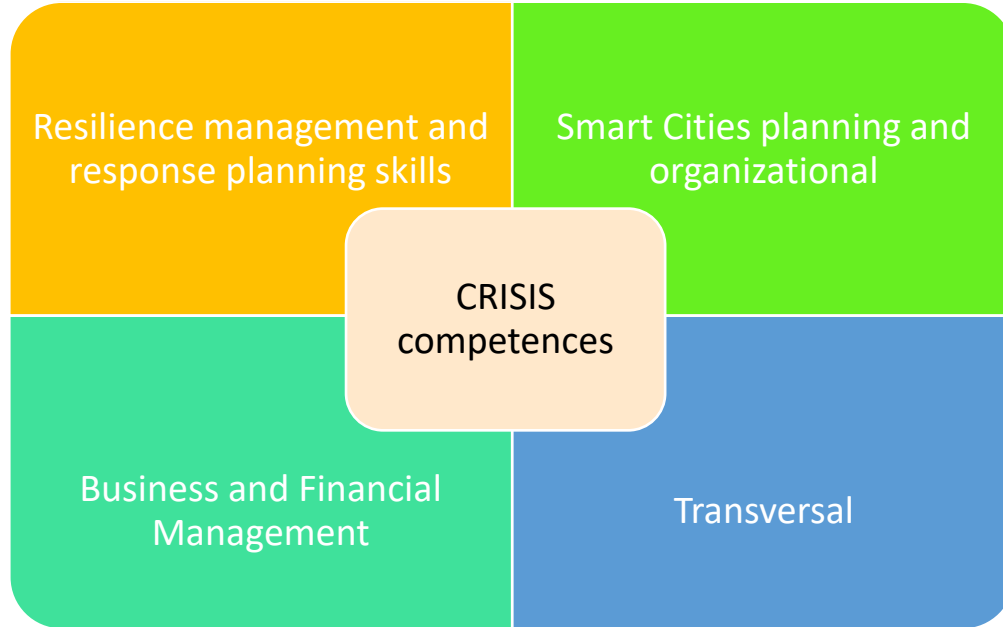 Resilience management and
response planning skills
Smart Cities planning and
organizational
CRISIS
competences
Business and Financial
Management
Transversal